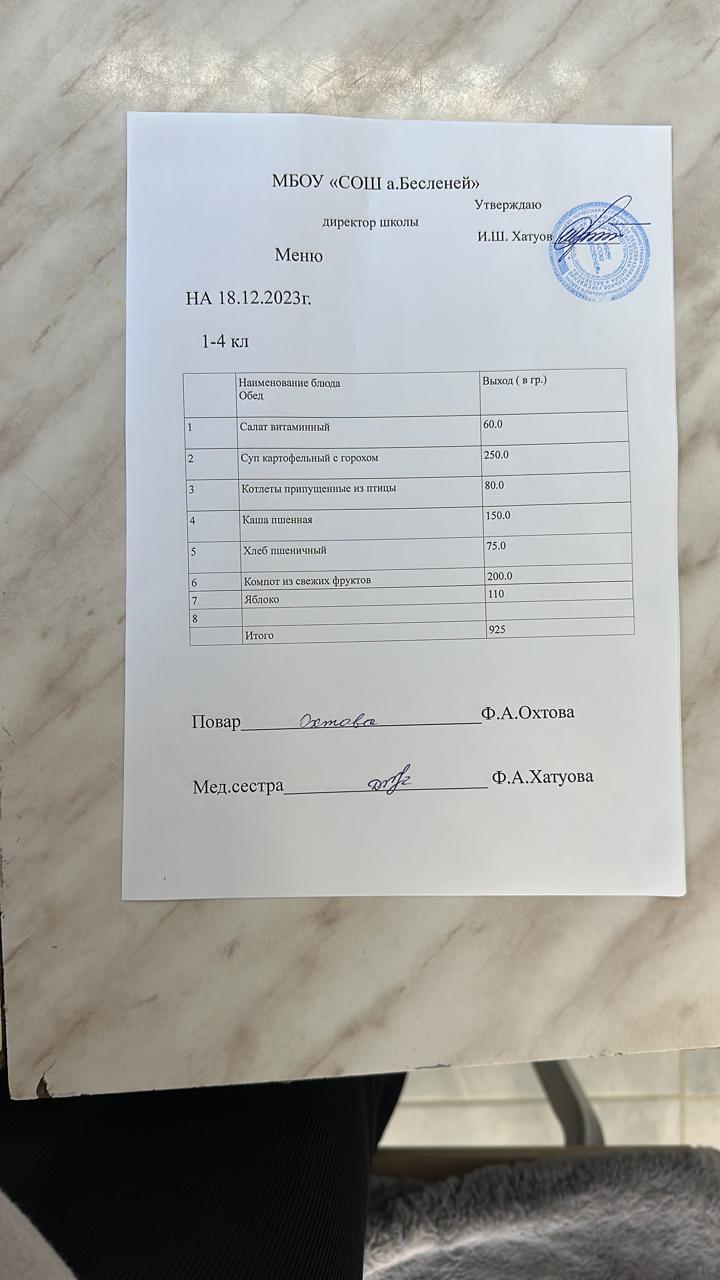 МБОУ «СОШ а.Бесленей»
Утверждаю
директор школы
И.Ш. Хатуов
Меню
НА 18.12.2023г.
1-4 кл
Наименование блюда
Обед
Выход ( в гр.)
1 Салат витаминный 60.0
2 Суп картофельный с горохом 250.0
3 Котлеты припущенные из птицы 80.0
4 Каша пшенная 150.0
5 Хлеб пшеничный 75.0
6 Компот из свежих фруктов 200.0
7 Яблоко 110
8
Итого 925
Повар Охтова Ф.А.Охтова
Мед.сестра Ф.А.Хатуова